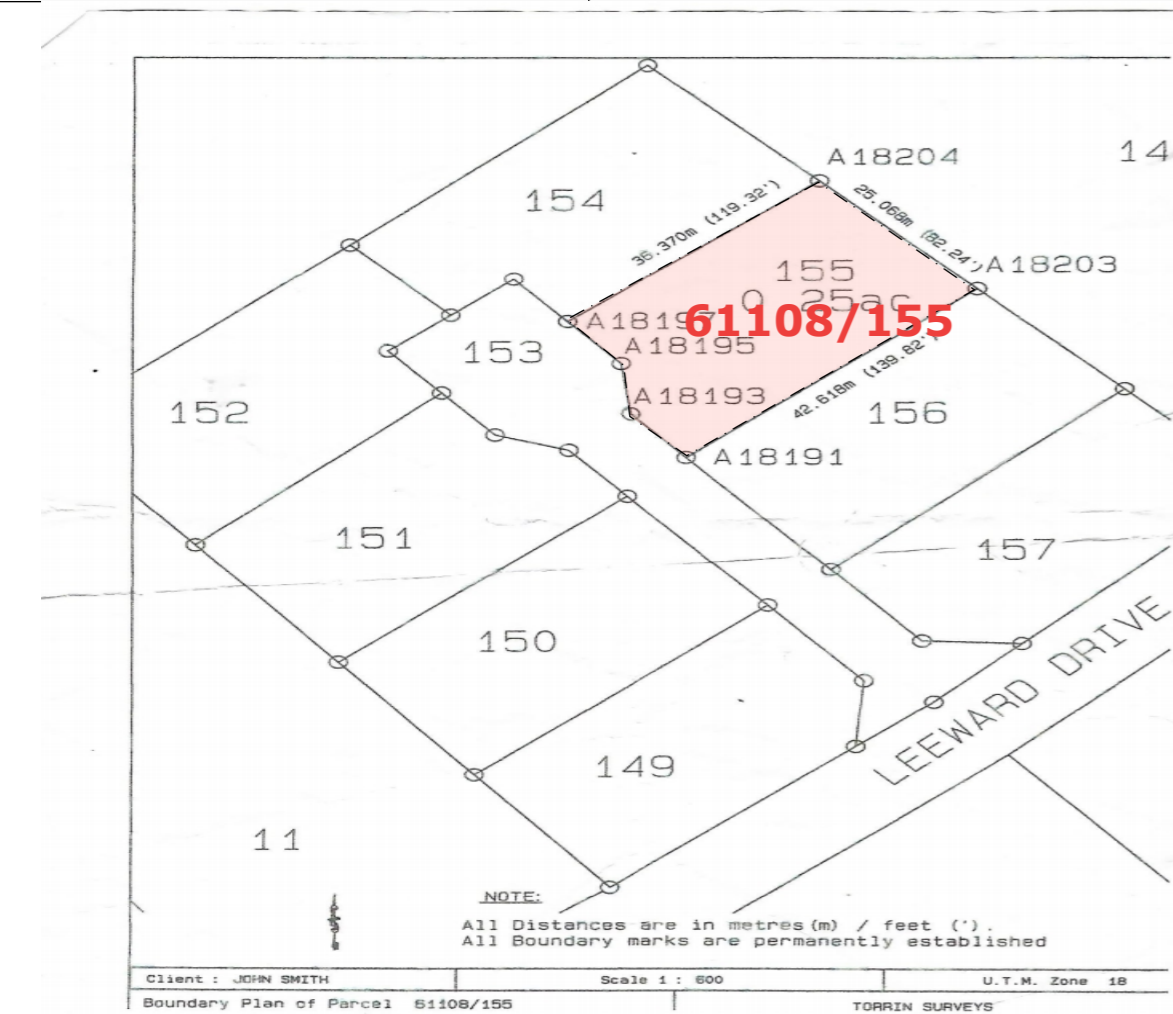 A18204
14
154
36.370m (119.32')
25.068m (82.24')
155
A18203
0.25ac
61108/155
A18197
A18195
153
42.618m (139.82')
A18193
152
156
A18191
151
157
150
LEEWARD DRIVE
149
11
NOTE:
All Distances are in metres(m) / feet (').
All Boundary marks are permanently established
Client : JOHN SMITH
Scale 1 : 600
U.T.M. Zone 18
Boundary Plan of Parcel 61108/155
TORRIN SURVEYS